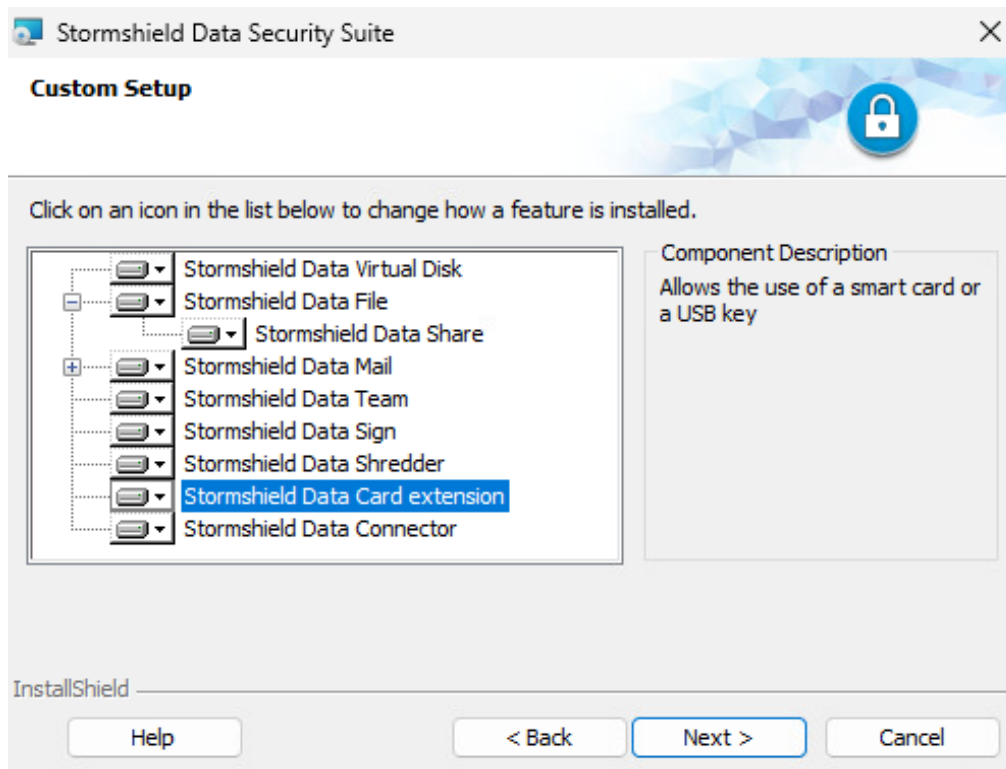 Stormshield Data Security Suite
Custom Setup
Click on an icon in the list below to change how a feature is installed.
Stormshield Data Virtual Disk
Stormshield Data File
Stormshield Data Share
Stormshield Data Mail
Stormshield Data Team
Stormshield Data Sign
Stormshield Data Shredder
Stormshield Data Card extension
Stormshield Data Connector
Component Description
Allows the use of a smart card or
a USB key
InstallShield
Help
< Back
Next >
Cancel